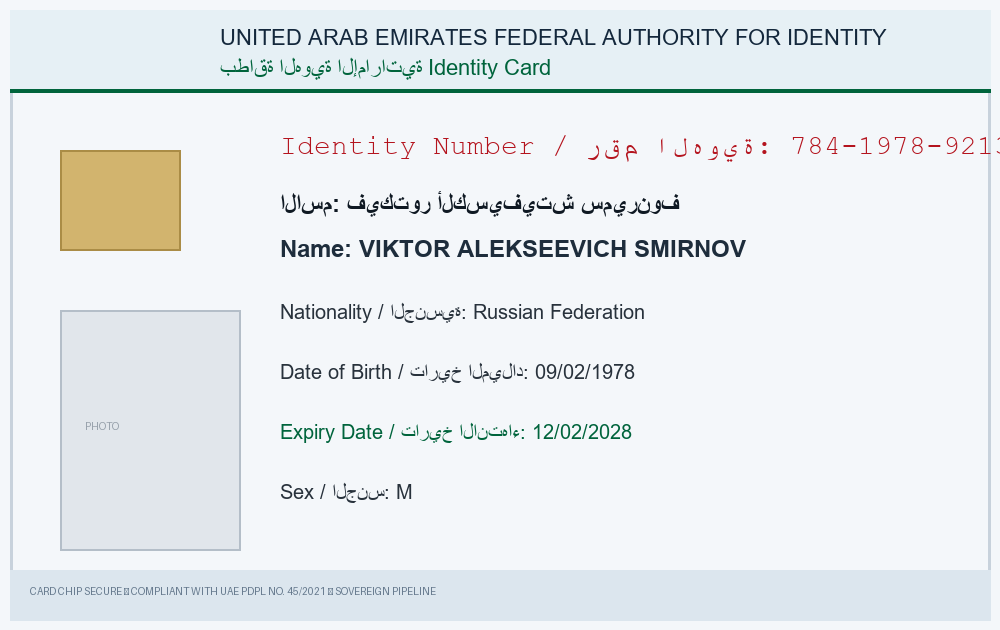 UNITED ARAB EMIRATES FEDERAL AUTHORITY FOR IDENTITY
بطاقة الهوية الإماراتية Identity Card
Identity Number / رقم الهوية: 784-1978-9213
الاسم: فيكتور ألكسيفيتش سميرنوف
Name: VIKTOR ALEKSEEVICH SMIRNOV
Nationality / الجنسية: Russian Federation
Date of Birth / تاريخ الميلاد: 09/02/1978
Expiry Date / تاريخ الانتهاء: 12/02/2028
Sex / الجنس: M
PHOTO
CARD CHIP SECURE COMPLIANT WITH UAE PDPL NO. 45/2021 SOVEREIGN PIPELINE